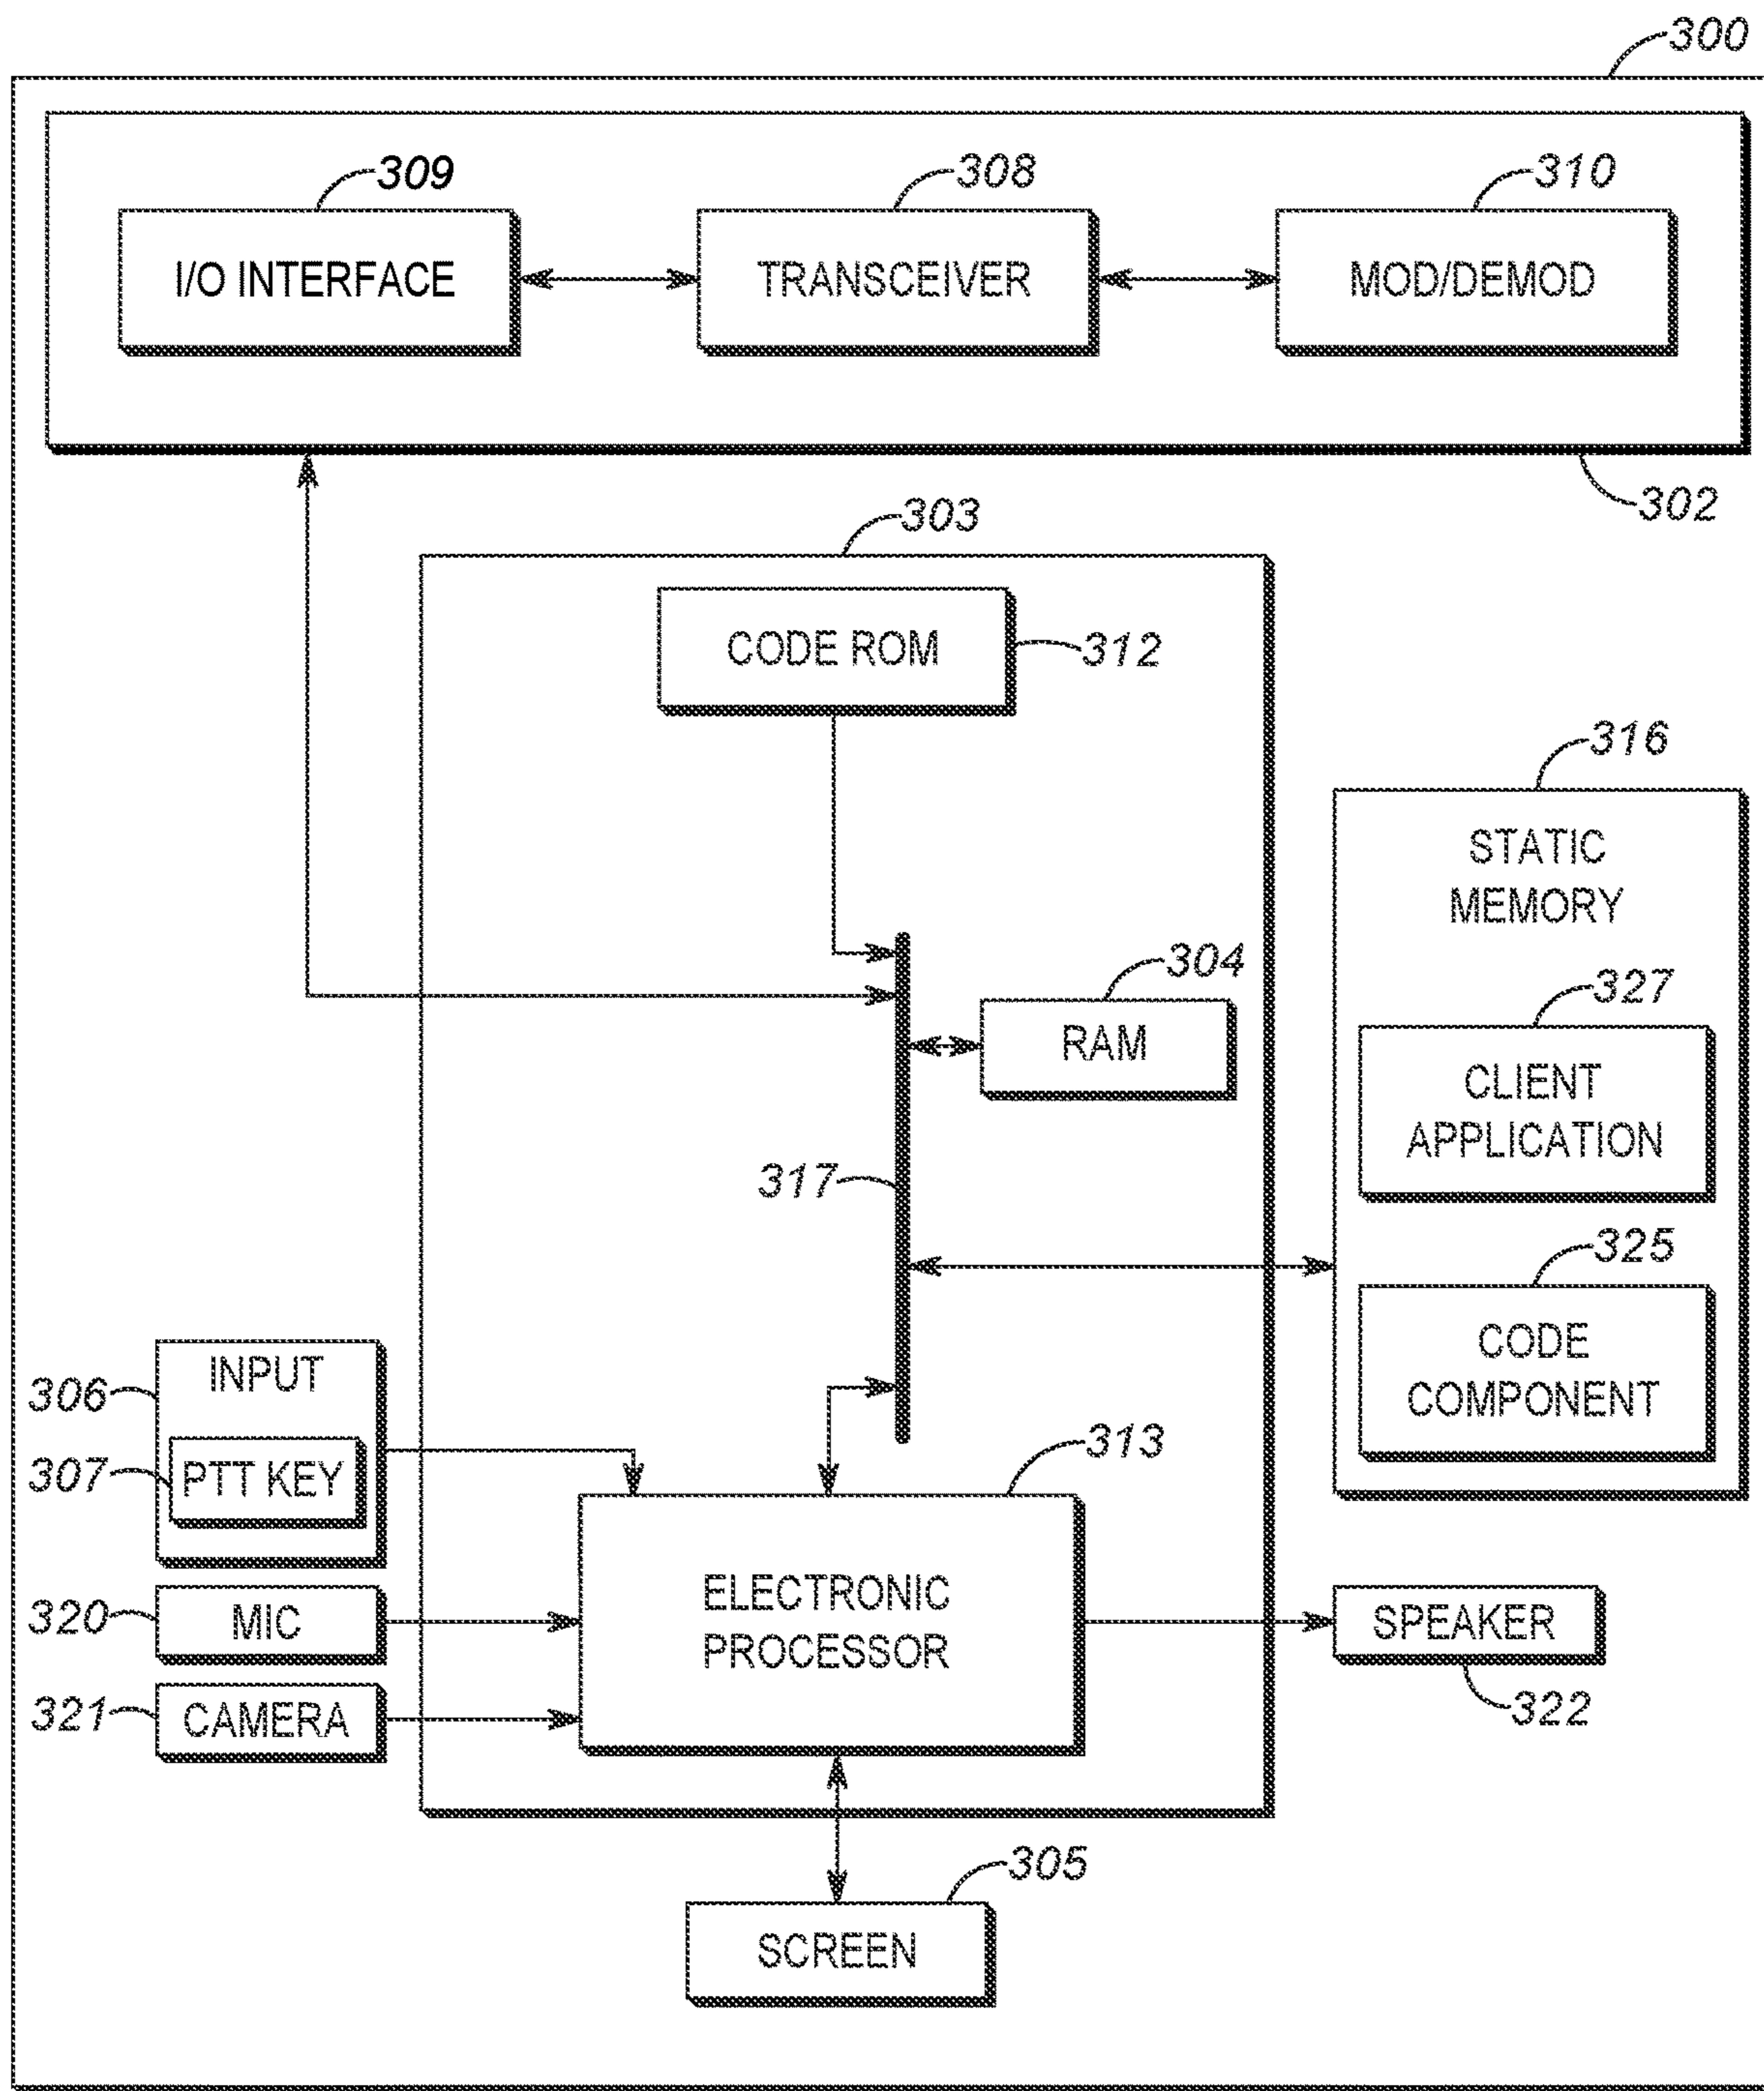 300
309
308
310
I/O INTERFACE
TRANSCEIVER
MOD/DEMOD
302
303
CODE ROM
312
316
STATIC
MEMORY
304
RAM
327
CLIENT
APPLICATION
317
325
CODE
COMPONENT
306
INPUT
307
PTT KEY
313
ELECTRONIC
PROCESSOR
320
MIC
321
CAMERA
SPEAKER
322
305
SCREEN